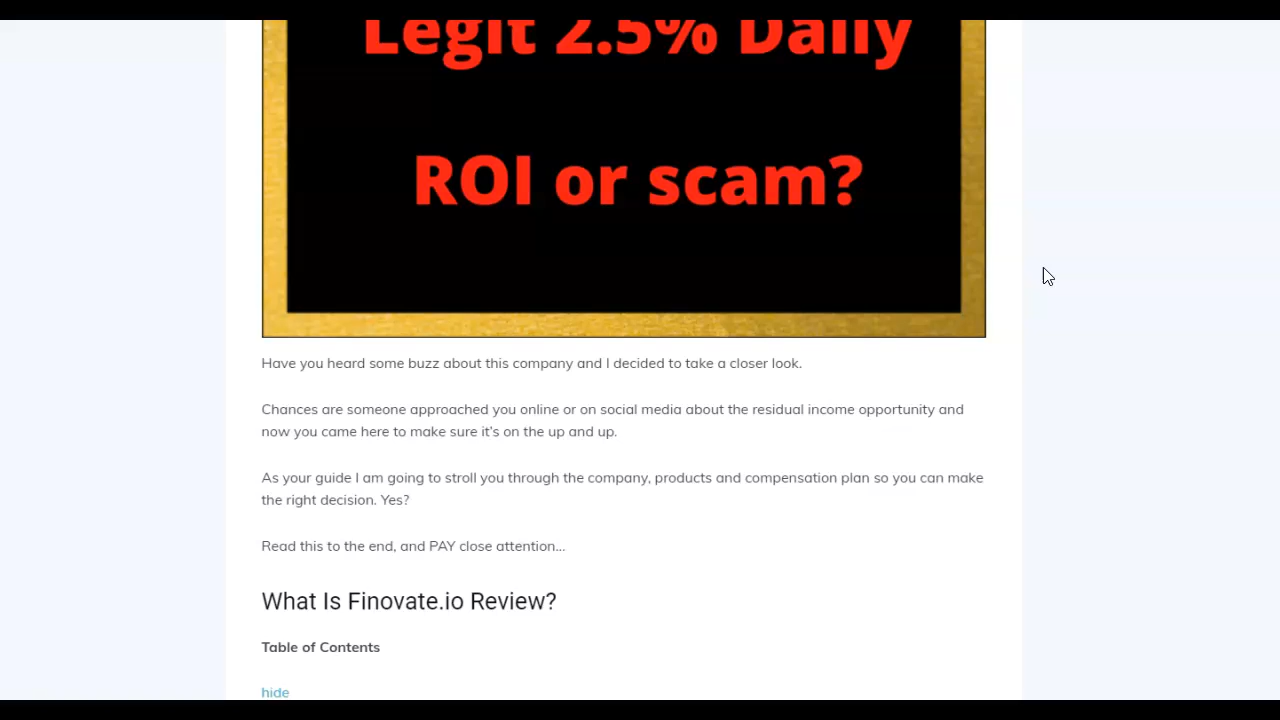 Legit 2.5% Daily
ROI or scam?
Have you heard some buzz about this company and I decided to take a closer look.
Chances are someone approached you online or on social media about the residual income opportunity and
now you came here to make sure it's on the up and up.
As your guide I am going to stroll you through the company, products and compensation plan so you can make
the right decision. Yes?
Read this to the end, and PAY close attention…
What Is Finovate.io Review?
Table of Contents
hide